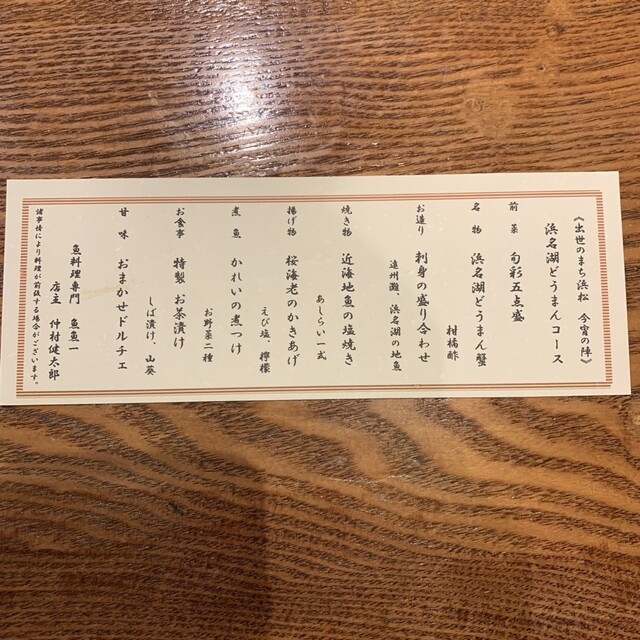 《出世のまち浜松 今宵の陣》
浜名湖どうまんコース
前菜 旬彩五点盛
名物 浜名湖どうまん蟹
柑橘酢
お造り 刺身の盛り合わせ
遠州灘、浜名湖の地魚
焼き物 近海地魚の塩焼き
あしらい一式
揚げ物 桜海老のかきあげ
えび塩、檸檬
煮魚 かれいの煮つけ
お野菜二種
お食事 特製 お茶漬け
しば漬け、山葵
甘味 おまかせドルチェ
魚料理専門 魚魚一
店主 仲村健太郎
諸事情により料理が前後する場合がございます。